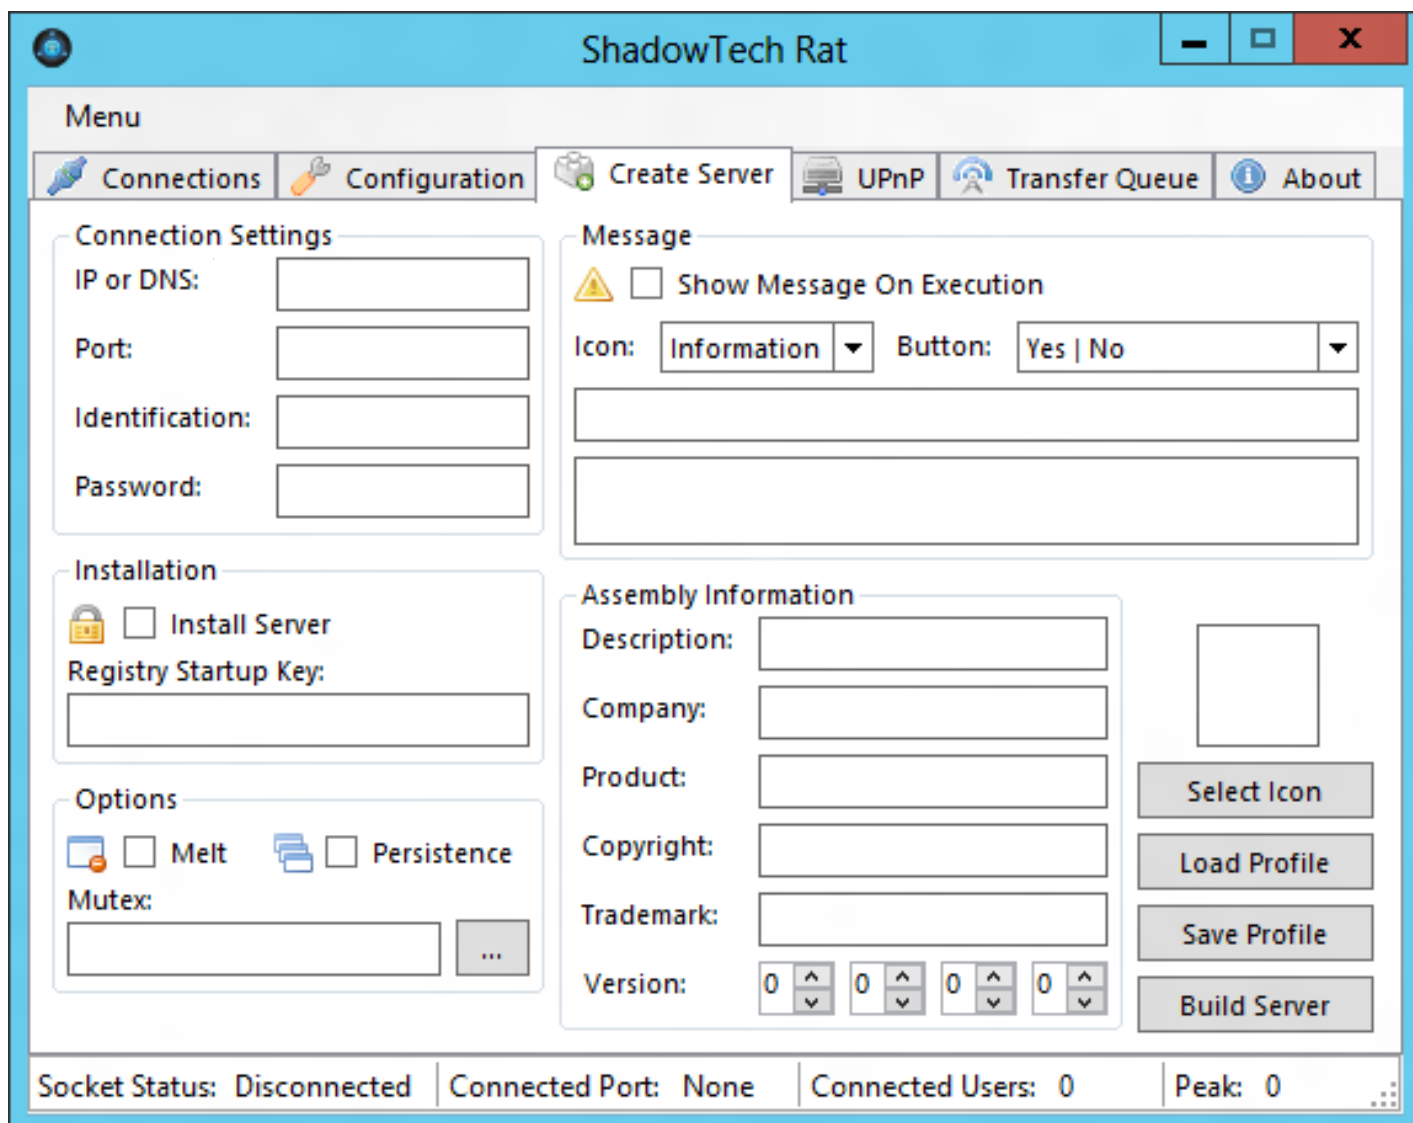 ShadowTech Rat
Menu
Connections
Configuration
Create Server
UPnP
Transfer Queue
About
Connection Settings
IP or DNS:
Port:
Identification:
Password:
Installation
Install Server
Registry Startup Key:
Options
Melt
Persistence
Mutex:
...
Message
Show Message On Execution
Icon: Information Button: Yes | No
Assembly Information
Description:
Company:
Product:
Copyright:
Trademark:
Version: 0 0 0 0
Select Icon
Load Profile
Save Profile
Build Server
Socket Status: Disconnected Connected Port: None Connected Users: 0 Peak: 0